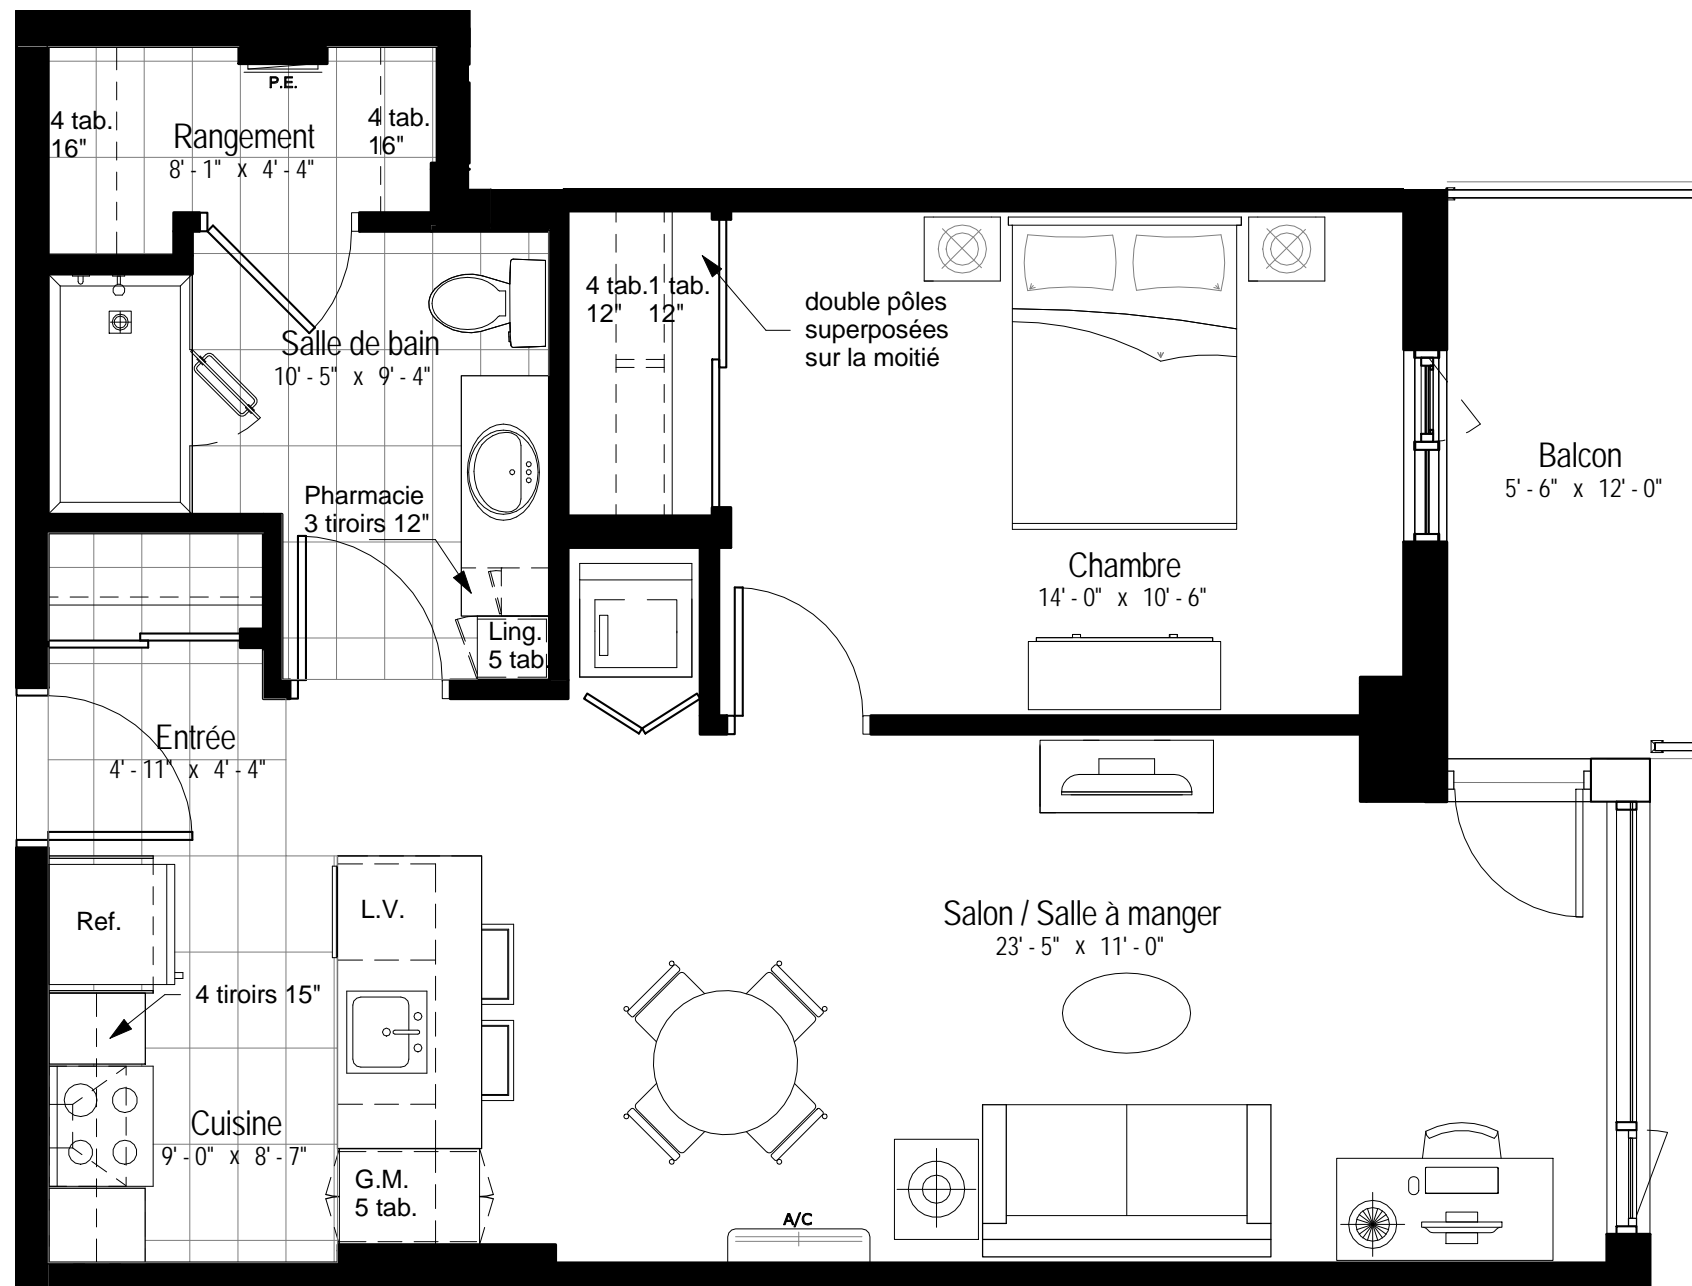 P.E.
4 tab.
16"
Rangement
8' - 1" x 4' - 4"
4 tab.
16"
4 tab.
12"
1 tab.
12"
double pôles
superposées
sur la moitié
Salle de bain
10' - 5" x 9' - 4"
Balcon
5' - 6" x 12' - 0"
Pharmacie
3 tiroirs 12"
Chambre
14' - 0" x 10' - 6"
Ling.
5 tab.
Entrée
4' - 11" x 4' - 4"
Ref.
L.V.
Salon / Salle à manger
23' - 5" x 11' - 0"
4 tiroirs 15"
Cuisine
9' - 0" x 8' - 7"
G.M.
5 tab.
A/C